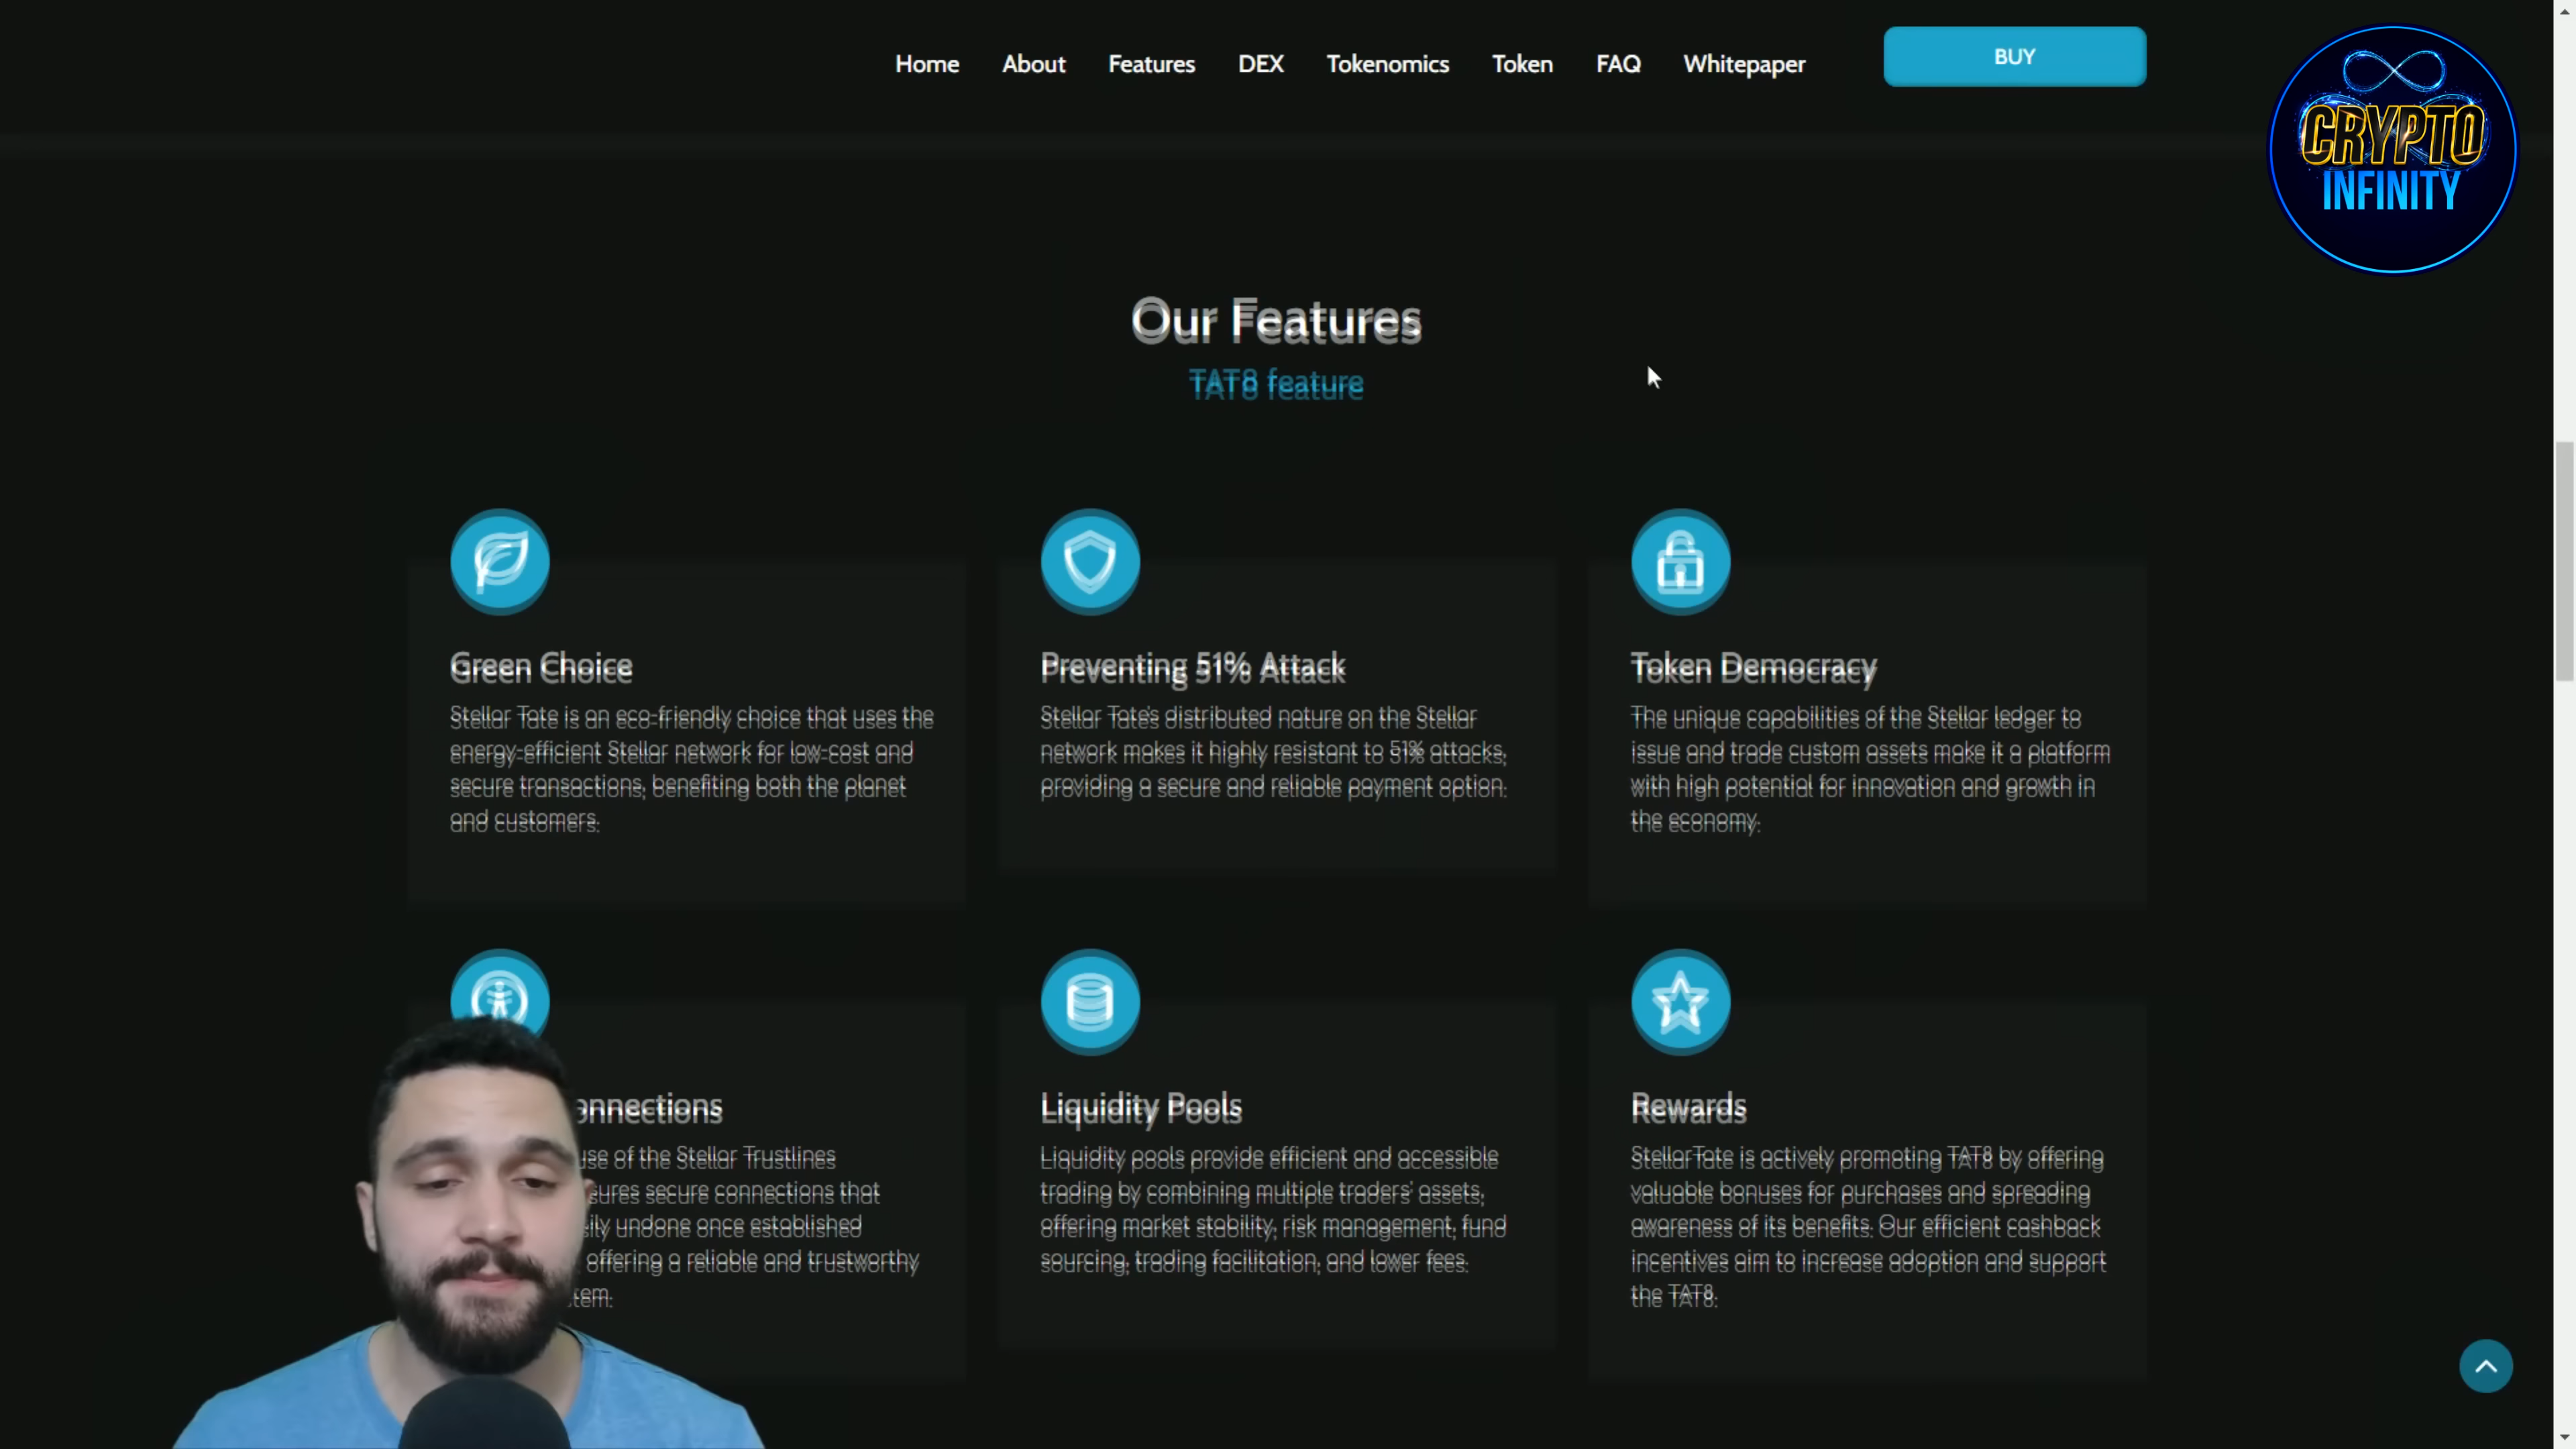 Home About Features DEX Tokenomics Token FAQ Whitepaper BUY
CRYPTO
INFINITY
Our Features
TAT8 feature
Green Choice
Stellar Tate is an eco-friendly choice that uses the
energy-efficient Stellar network for low-cost and
secure transactions, benefiting both the planet
and customers.
Preventing 51% Attack
Stellar Tate's distributed nature on the Stellar
network makes it highly resistant to 51% attacks,
providing a secure and reliable payment option.
Token Democracy
The unique capabilities of the Stellar ledger to
issue and trade custom assets make it a platform
with high potential for innovation and growth in
the economy.
onnections
use of the Stellar Trustlines
sures secure connections that
ily undone once established
offering a reliable and trustworthy
tem.
Liquidity Pools
Liquidity pools provide efficient and accessible
trading by combining multiple traders' assets,
offering market stability, risk management, fund
sourcing, trading facilitation, and lower fees.
Rewards
StellarTate is actively promoting TAT8 by offering
valuable bonuses for purchases and spreading
awareness of its benefits. Our efficient cashback
incentives aim to increase adoption and support
the TAT8.